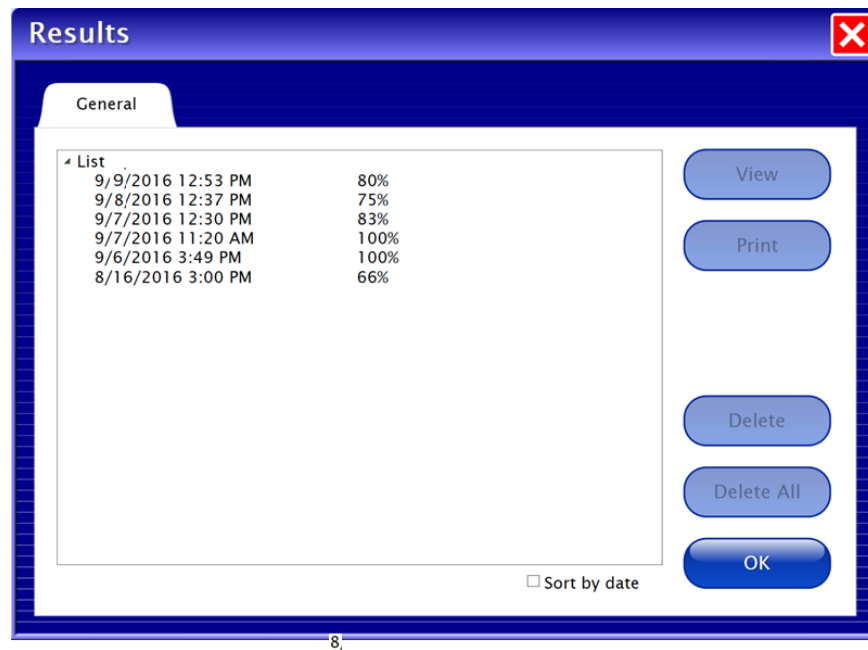 Results
General
List
9/9/2016 12:53 PM 80%
9/8/2016 12:37 PM 75%
9/7/2016 12:30 PM 83%
9/7/2016 11:20 AM 100%
9/6/2016 3:49 PM 100%
8/16/2016 3:00 PM 66%
View
Print
Delete
Delete All
OK
Sort by date
8,